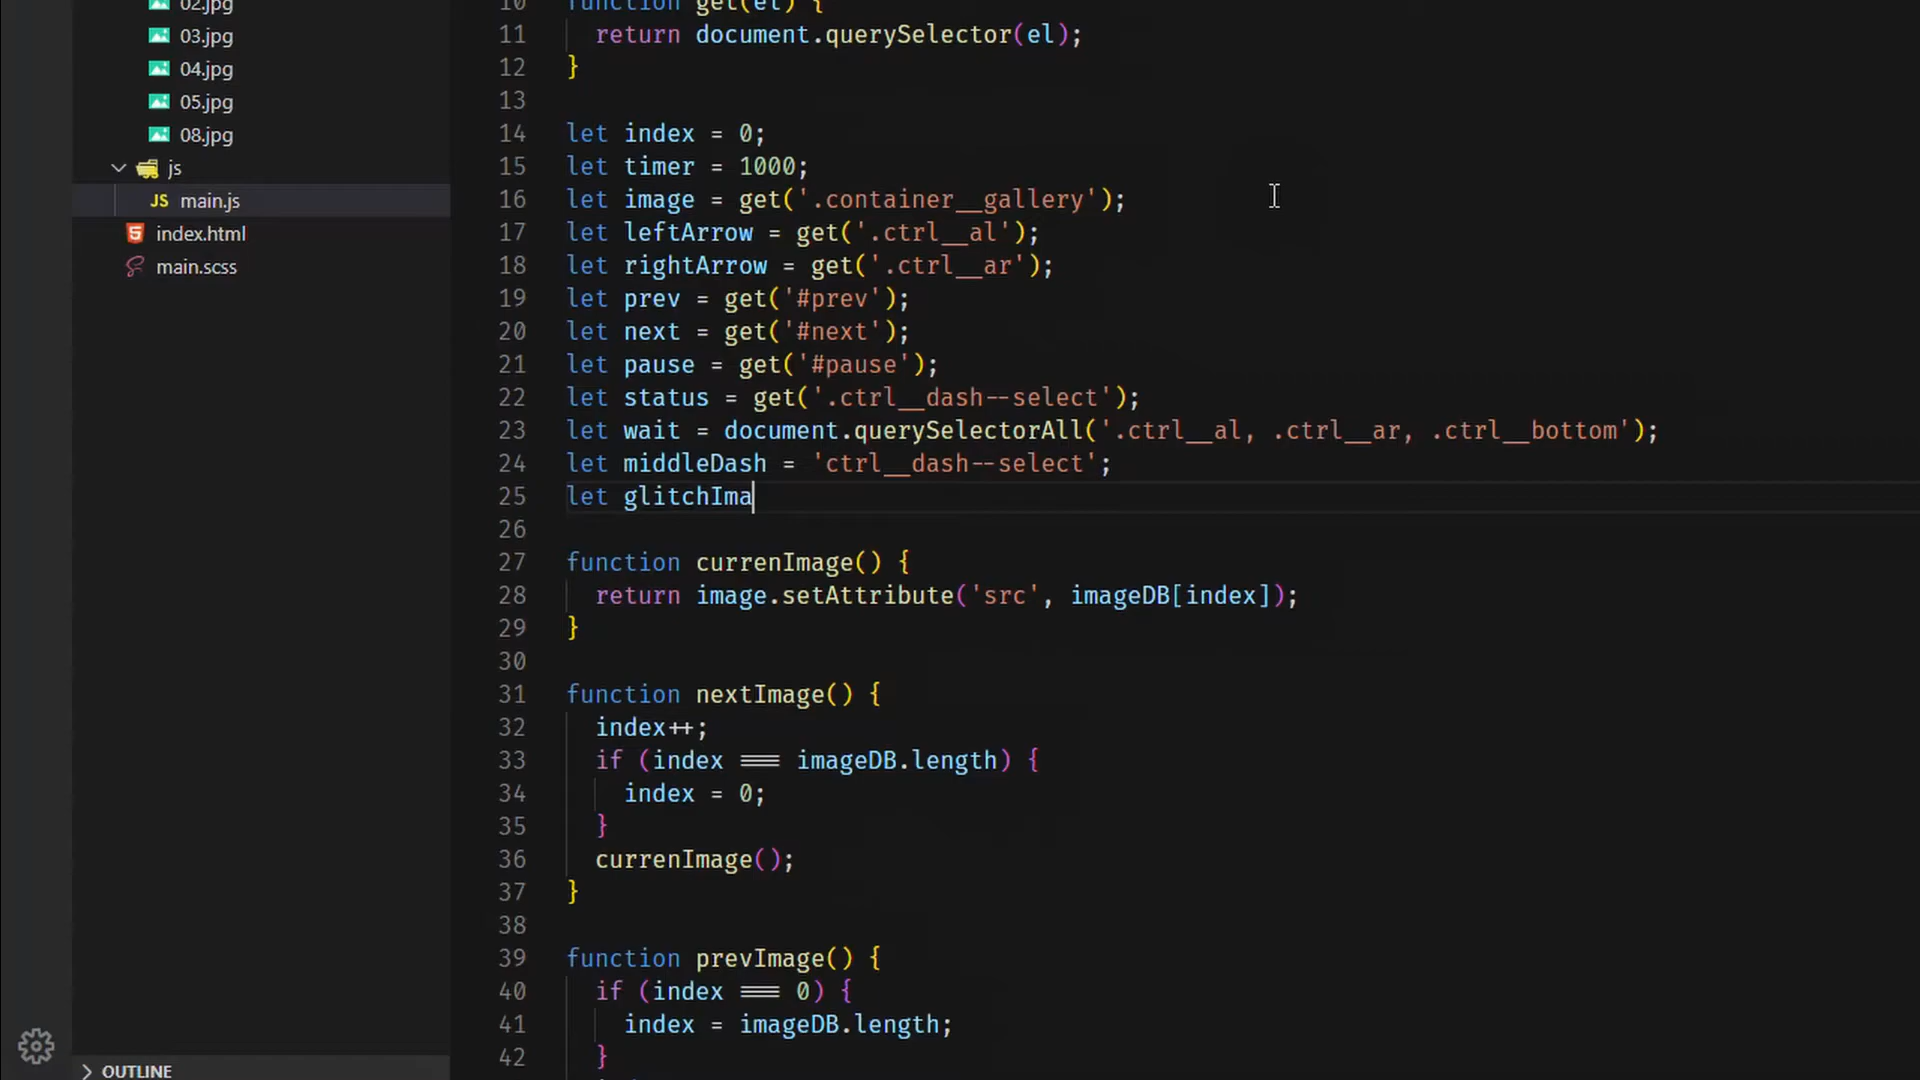 02.jpg
03.jpg
04.jpg
05.jpg
08.jpg
js
JS main.js
index.html
main.scss
OUTLINE
10 function get(el) {
11 return document.querySelector(el);
12 }
13
14 let index = 0;
15 let timer = 1000;
16 let image = get('.container__gallery');
17 let leftArrow = get('.ctrl__al');
18 let rightArrow = get('.ctrl__ar');
19 let prev = get('#prev');
20 let next = get('#next');
21 let pause = get('#pause');
22 let status = get('.ctrl__dash--select');
23 let wait = document.querySelectorAll('.ctrl__al, .ctrl__ar, .ctrl__bottom');
24 let middleDash = 'ctrl__dash--select';
25 let glitchIma
26
27 function currenImage() {
28 return image.setAttribute('src', imageDB[index]);
29 }
30
31 function nextImage() {
32 index++;
33 if (index === imageDB.length) {
34 index = 0;
35 }
36 currenImage();
37 }
38
39 function prevImage() {
40 if (index === 0) {
41 index = imageDB.length;
42 }